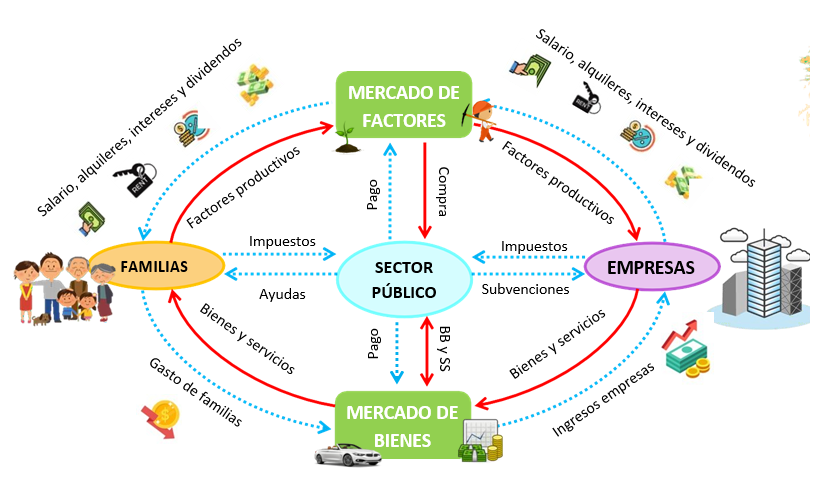 Salario, alquileres, intereses y dividendos
Salario, alquileres, intereses y dividendos
MERCADO DE
FACTORES
RENT
RENT
Factores productivos
Factores productivos
Pago
Compra
Impuestos
Impuestos
FAMILIAS
SECTOR
PÚBLICO
EMPRESAS
Ayudas
Subvenciones
Bienes y servicios
Pago
BB y SS
Bienes y servicios
Gasto de familias
Ingresos empresas
MERCADO DE
BIENES